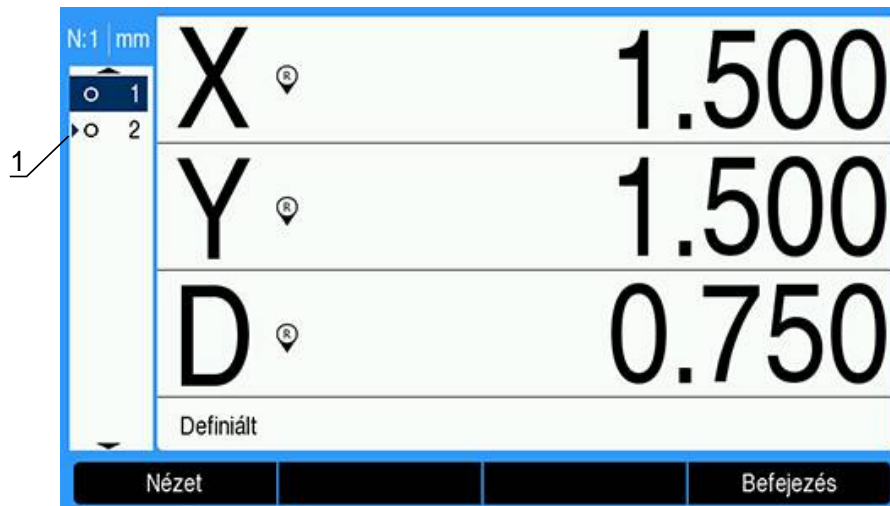 N:1 mm
1
2
1
X R 1.500
Y R 1.500
D R 0.750
Definiált
Nézet Befejezés